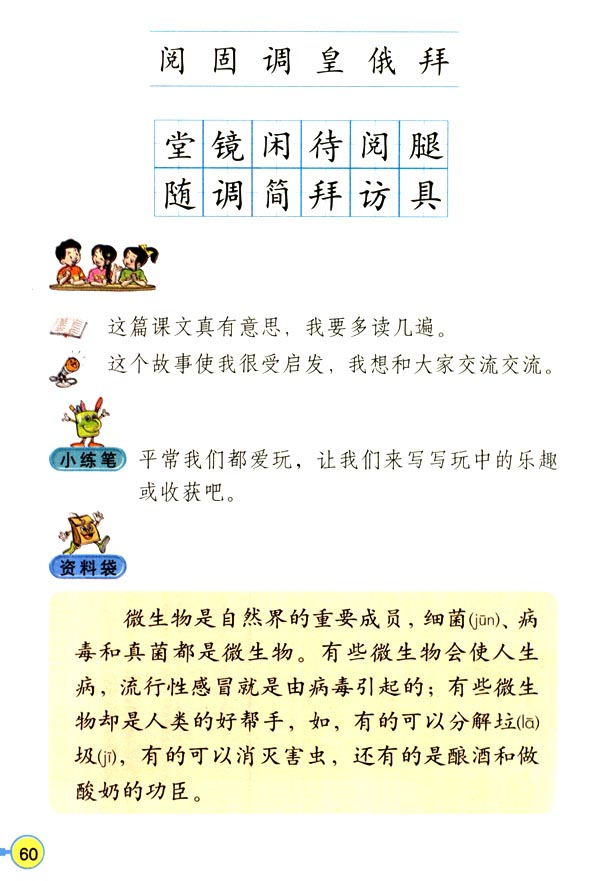 阅 固 调 皇 俄 拜
堂 镜 闲 待 阅 腿
随 调 简 拜 访 具
这篇课文真有意思，我要多读几遍。
这个故事使我很受启发，我想和大家交流交流。
小练笔 平常我们都爱玩，让我们来写写玩中的乐趣
或收获吧。
资料袋
微生物是自然界的重要成员，细菌(jūn)、病
毒和真菌都是微生物。有些微生物会使人生
病，流行性感冒就是由病毒引起的；有些微生
物却是人类的好帮手，如，有的可以分解垃(lā)
圾(jī)，有的可以消灭害虫，还有的是酿酒和做
酸奶的功臣。
60